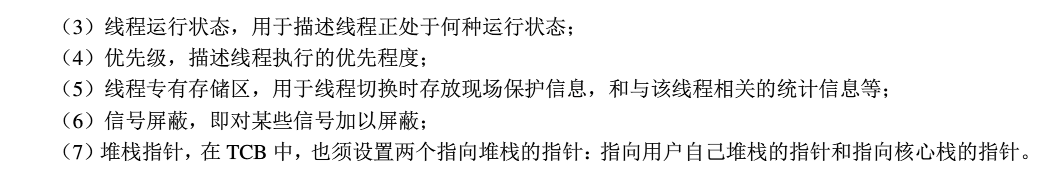 （3）线程运行状态，用于描述线程正处于何种运行状态；
（4）优先级，描述线程执行的优先程度；
（5）线程专有存储区，用于线程切换时存放现场保护信息，和与该线程相关的统计信息等；
（6）信号屏蔽，即对某些信号加以屏蔽；
（7）堆栈指针，在 TCB 中，也须设置两个指向堆栈的指针：指向用户自己堆栈的指针和指向核心栈的指针。